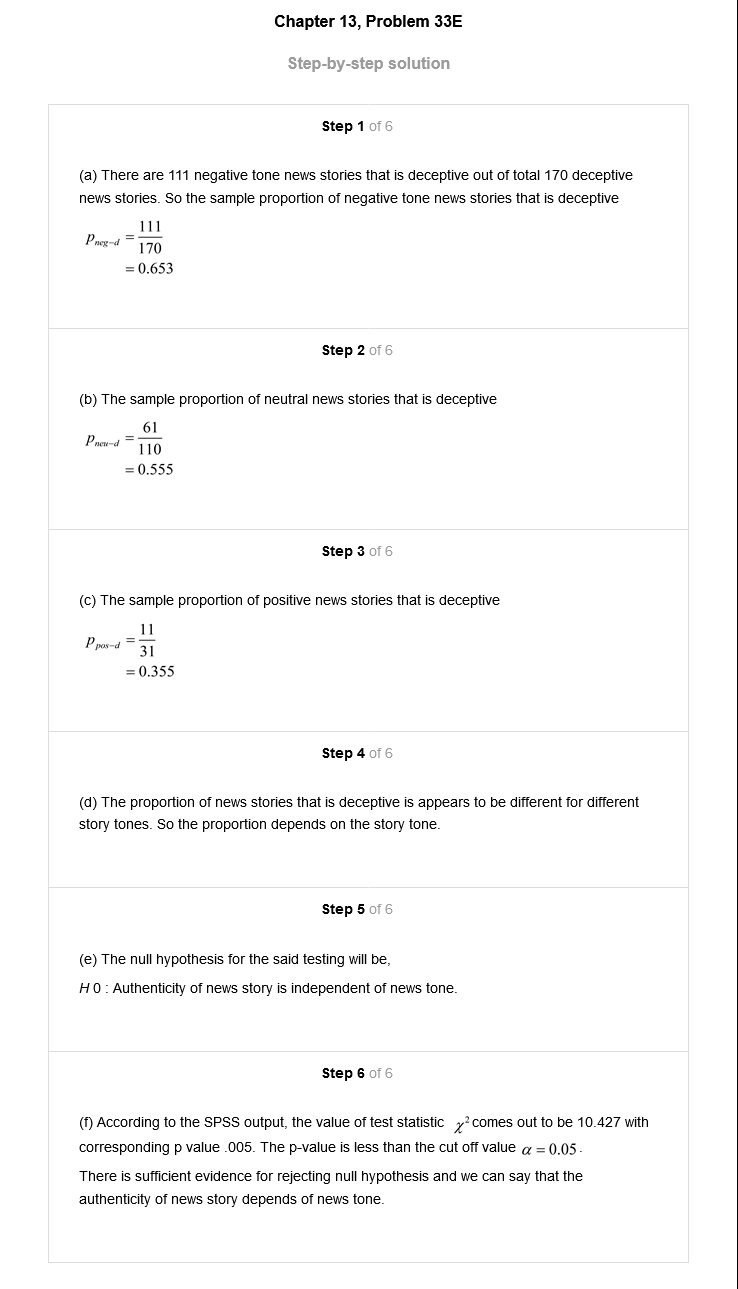 Chapter 13, Problem 33E
Step-by-step solution
Step 1 of 6
(a) There are 111 negative tone news stories that is deceptive out of total 170 deceptive
news stories. So the sample proportion of negative tone news stories that is deceptive
p_{neg-d} = 111/170
= 0.653
Step 2 of 6
(b) The sample proportion of neutral news stories that is deceptive
p_{neu-d} = 61/110
= 0.555
Step 3 of 6
(c) The sample proportion of positive news stories that is deceptive
p_{pos-d} = 11/31
= 0.355
Step 4 of 6
(d) The proportion of news stories that is deceptive is appears to be different for different
story tones. So the proportion depends on the story tone.
Step 5 of 6
(e) The null hypothesis for the said testing will be,
H 0 : Authenticity of news story is independent of news tone.
Step 6 of 6
(f) According to the SPSS output, the value of test statistic χ² comes out to be 10.427 with
corresponding p value .005. The p-value is less than the cut off value α = 0.05.
There is sufficient evidence for rejecting null hypothesis and we can say that the
authenticity of news story depends of news tone.